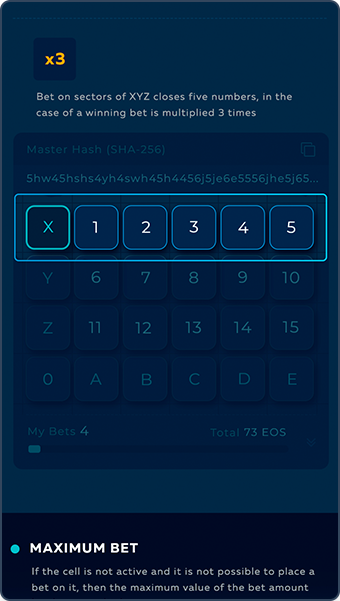 x3
Bet on sectors of XYZ closes five numbers, in the
case of a winning bet is multiplied 3 times
Master Hash (SHA-256)
5hw45hshs4yh4swh45h4456j5je6e5556jhe5j65...
X 1 2 3 4 5
Y 6 7 8 9 10
Z 11 12 13 14 15
0 A B C D E
My Bets 4 Total 73 EOS
MAXIMUM BET
If the cell is not active and it is not possible to place a
bet on it, then the maximum value of the bet amount